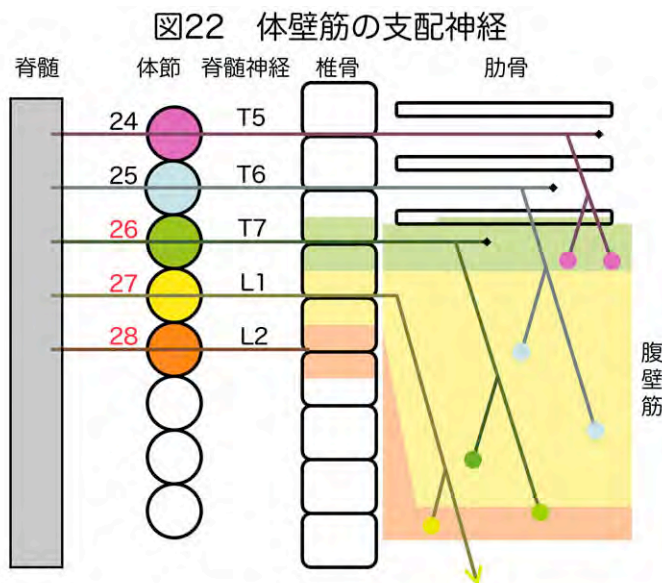 図22 体壁筋の支配神経
脊髄 体節 脊髄神経 椎骨 肋骨
24 T5
25 T6
26 T7
27 L1
28 L2
腹壁筋